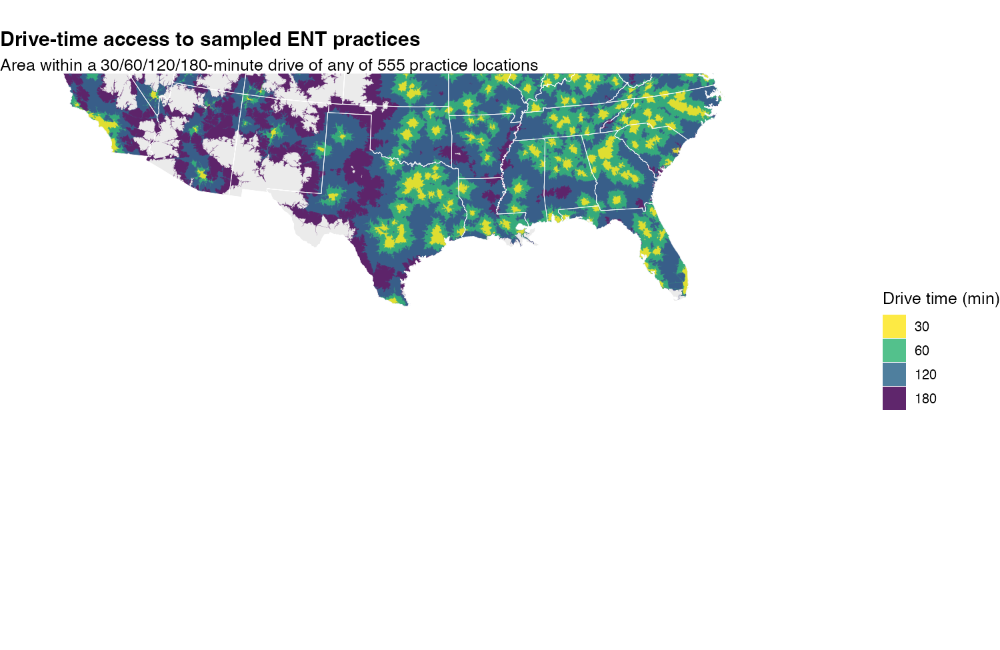 Drive-time access to sampled ENT practices
Area within a 30/60/120/180-minute drive of any of 555 practice locations
Drive time (min)
30
60
120
180